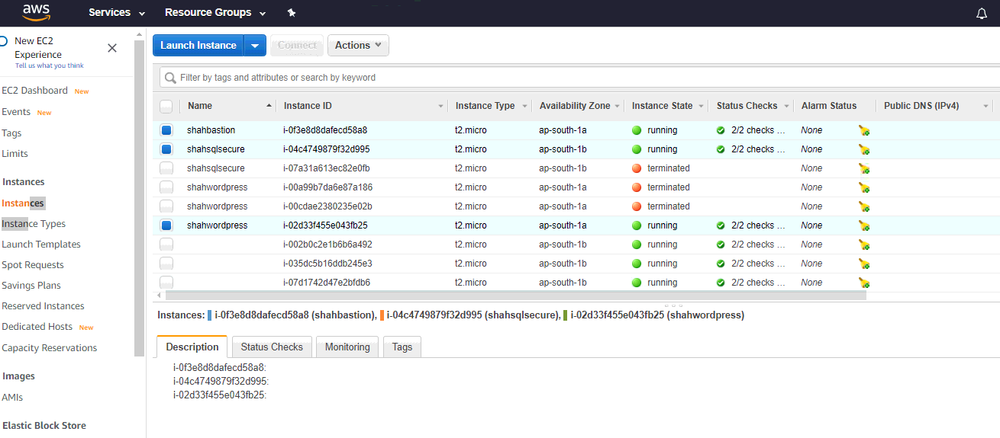 aws Services Resource Groups
New EC2
Experience
Tell us what you think
EC2 Dashboard New
Events New
Tags
Limits
Instances
Instances
Instance Types
Launch Templates
Spot Requests
Savings Plans
Reserved Instances
Dedicated Hosts New
Capacity Reservations
Images
AMIs
Elastic Block Store
Launch Instance Connect Actions
Filter by tags and attributes or search by keyword
Name Instance ID Instance Type Availability Zone Instance State Status Checks Alarm Status Public DNS (IPv4)
shahbastion i-0f3e8d8dafecd58a8 t2.micro ap-south-1a running 2/2 checks ... None
shahsqlsecure i-04c4749879f32d995 t2.micro ap-south-1b running 2/2 checks ... None
shahsqlsecure i-07a31a613ec82e0fb t2.micro ap-south-1b terminated None
shahwordpress i-00a99b7da6e87a186 t2.micro ap-south-1a terminated None
shahwordpress i-00cdae2380235e02b t2.micro ap-south-1a terminated None
shahwordpress i-02d33f455e043fb25 t2.micro ap-south-1a running 2/2 checks ... None
i-002b0c2e1b6b6a492 t2.micro ap-south-1b running 2/2 checks ... None
i-035dc5b16ddb245e3 t2.micro ap-south-1b running 2/2 checks ... None
i-07d1742d47e2bfdb6 t2.micro ap-south-1b running 2/2 checks ... None
Instances: i-0f3e8d8dafecd58a8 (shahbastion), i-04c4749879f32d995 (shahsqlsecure), i-02d33f455e043fb25 (shahwordpress)
Description Status Checks Monitoring Tags
i-0f3e8d8dafecd58a8:
i-04c4749879f32d995:
i-02d33f455e043fb25: